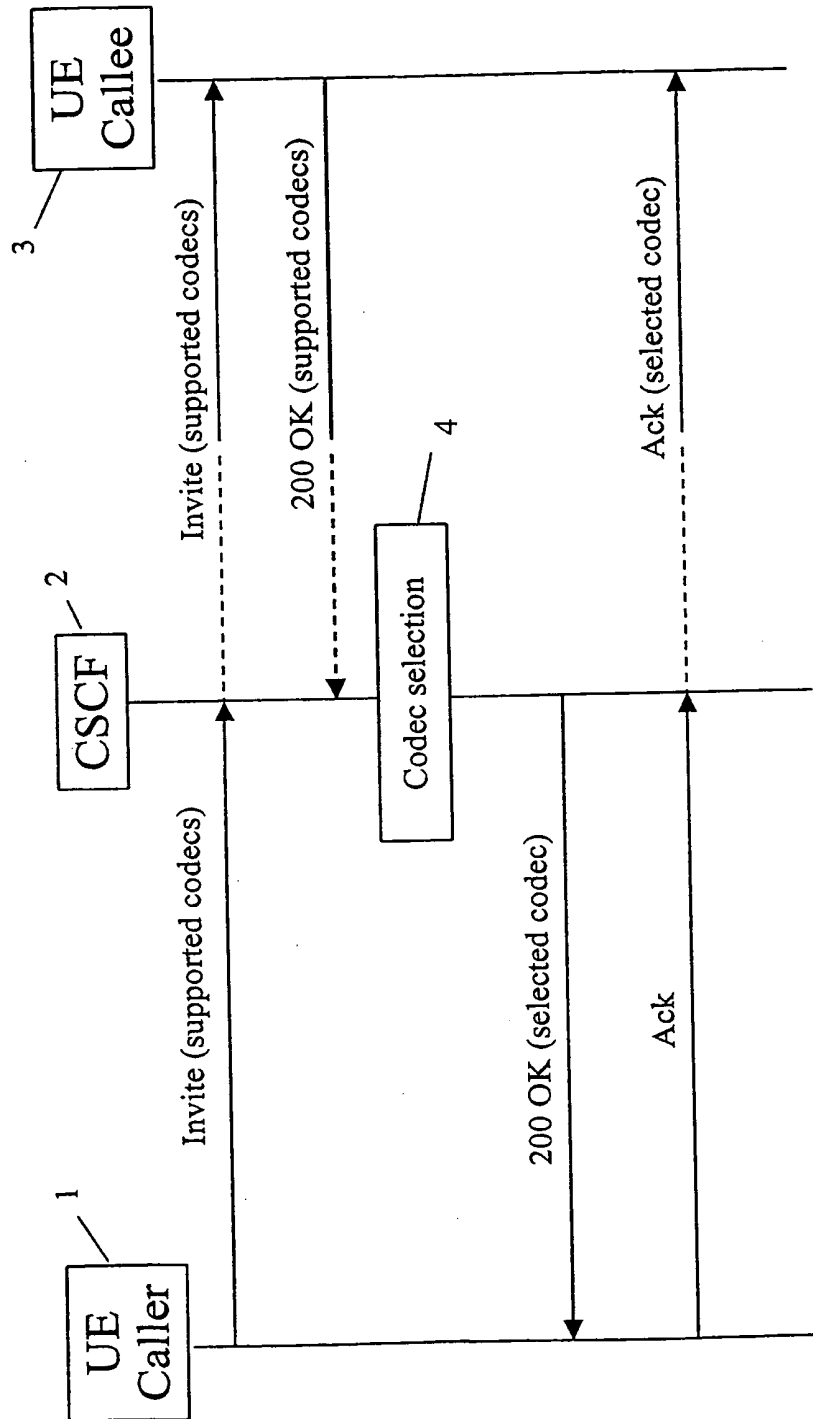 1
UE
Caller
2
CSCF
3
UE
Callee
Invite (supported codecs)
Invite (supported codecs)
200 OK (supported codecs)
4
Codec selection
200 OK (selected codec)
Ack
Ack (selected codec)